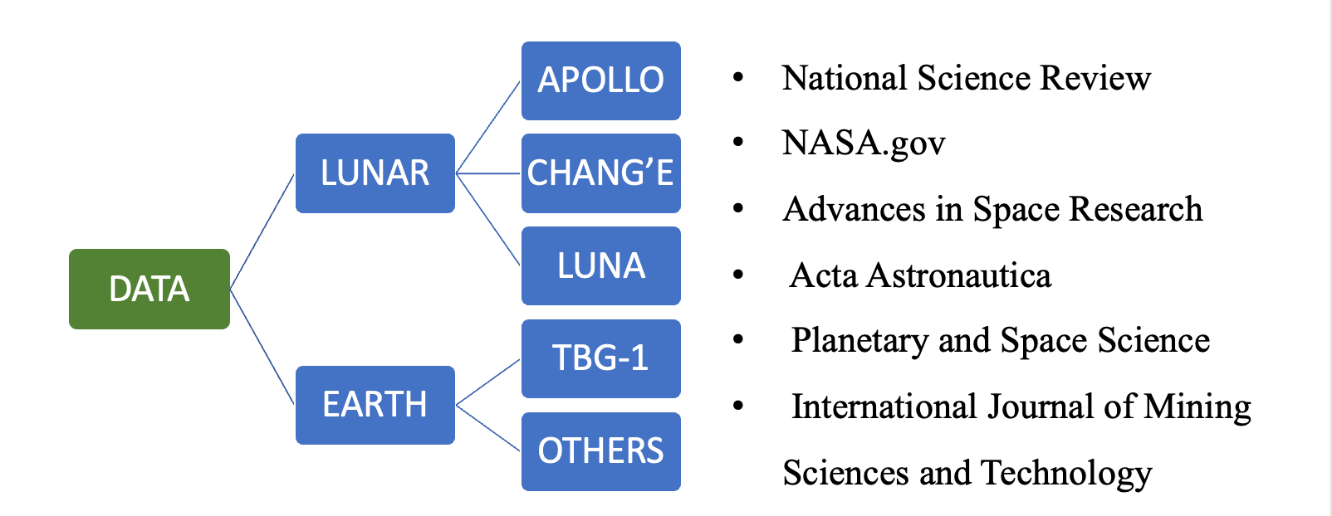 DATA
LUNAR
EARTH
APOLLO
CHANG’E
LUNA
TBG-1
OTHERS
• National Science Review
• NASA.gov
• Advances in Space Research
• Acta Astronautica
• Planetary and Space Science
• International Journal of Mining
Sciences and Technology